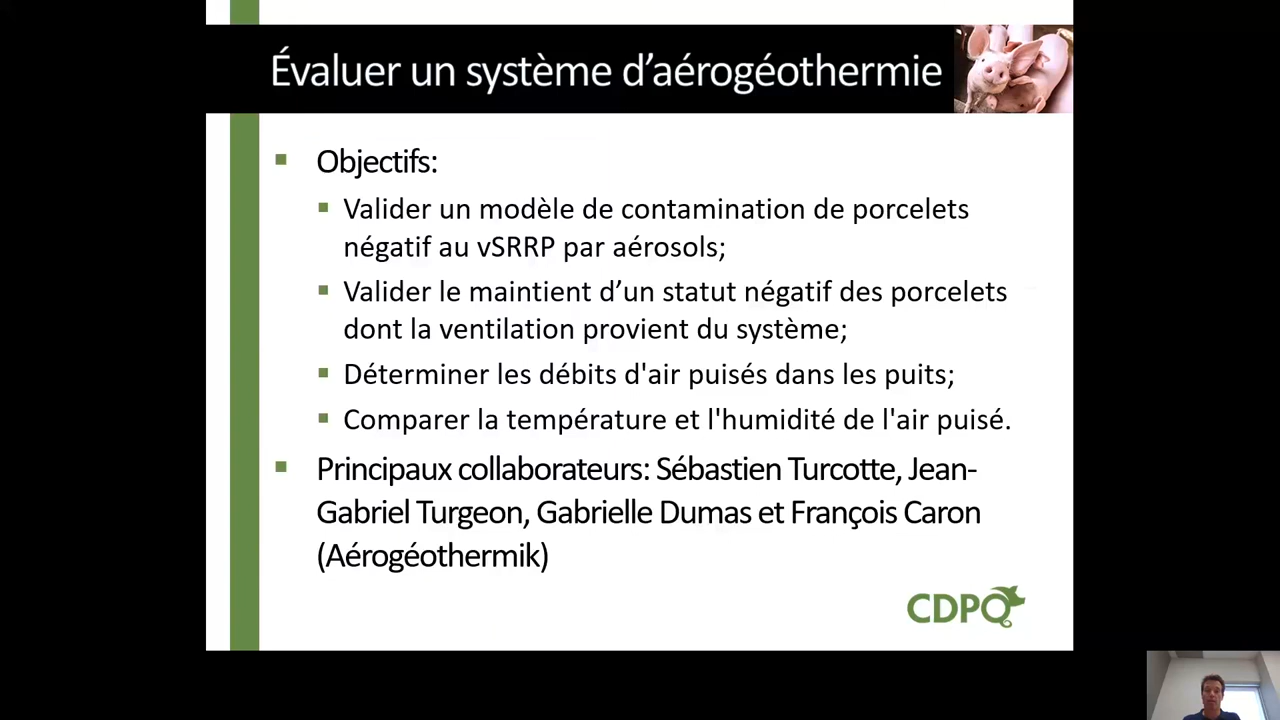 Évaluer un système d’aérogéothermie
Objectifs:
Valider un modèle de contamination de porcelets
négatif au vSRRP par aérosols;
Valider le maintient d’un statut négatif des porcelets
dont la ventilation provient du système;
Déterminer les débits d'air puisés dans les puits;
Comparer la température et l'humidité de l'air puisé.
Principaux collaborateurs: Sébastien Turcotte, Jean-
Gabriel Turgeon, Gabrielle Dumas et François Caron
(Aérogéothermik)
CDPQ